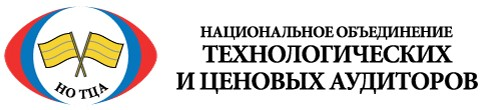 НО ТЦА
НАЦИОНАЛЬНОЕ ОБЪЕДИНЕНИЕ
ТЕХНОЛОГИЧЕСКИХ
И ЦЕНОВЫХ АУДИТОРОВ